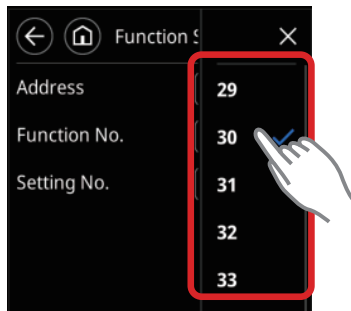 Function S
Address
Function No.
Setting No.
29
30
31
32
33